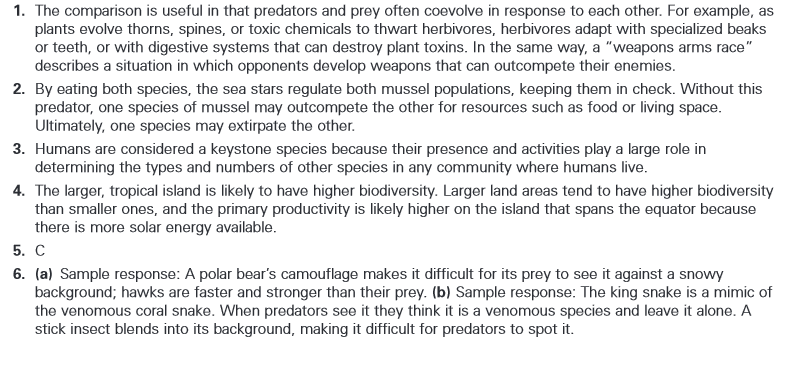 1. The comparison is useful in that predators and prey often coevolve in response to each other. For example, as
plants evolve thorns, spines, or toxic chemicals to thwart herbivores, herbivores adapt with specialized beaks
or teeth, or with digestive systems that can destroy plant toxins. In the same way, a “weapons arms race”
describes a situation in which opponents develop weapons that can outcompete their enemies.
2. By eating both species, the sea stars regulate both mussel populations, keeping them in check. Without this
predator, one species of mussel may outcompete the other for resources such as food or living space.
Ultimately, one species may extirpate the other.
3. Humans are considered a keystone species because their presence and activities play a large role in
determining the types and numbers of other species in any community where humans live.
4. The larger, tropical island is likely to have higher biodiversity. Larger land areas tend to have higher biodiversity
than smaller ones, and the primary productivity is likely higher on the island that spans the equator because
there is more solar energy available.
5. C
6. (a) Sample response: A polar bear’s camouflage makes it difficult for its prey to see it against a snowy
background; hawks are faster and stronger than their prey. (b) Sample response: The king snake is a mimic of
the venomous coral snake. When predators see it they think it is a venomous species and leave it alone. A
stick insect blends into its background, making it difficult for predators to spot it.